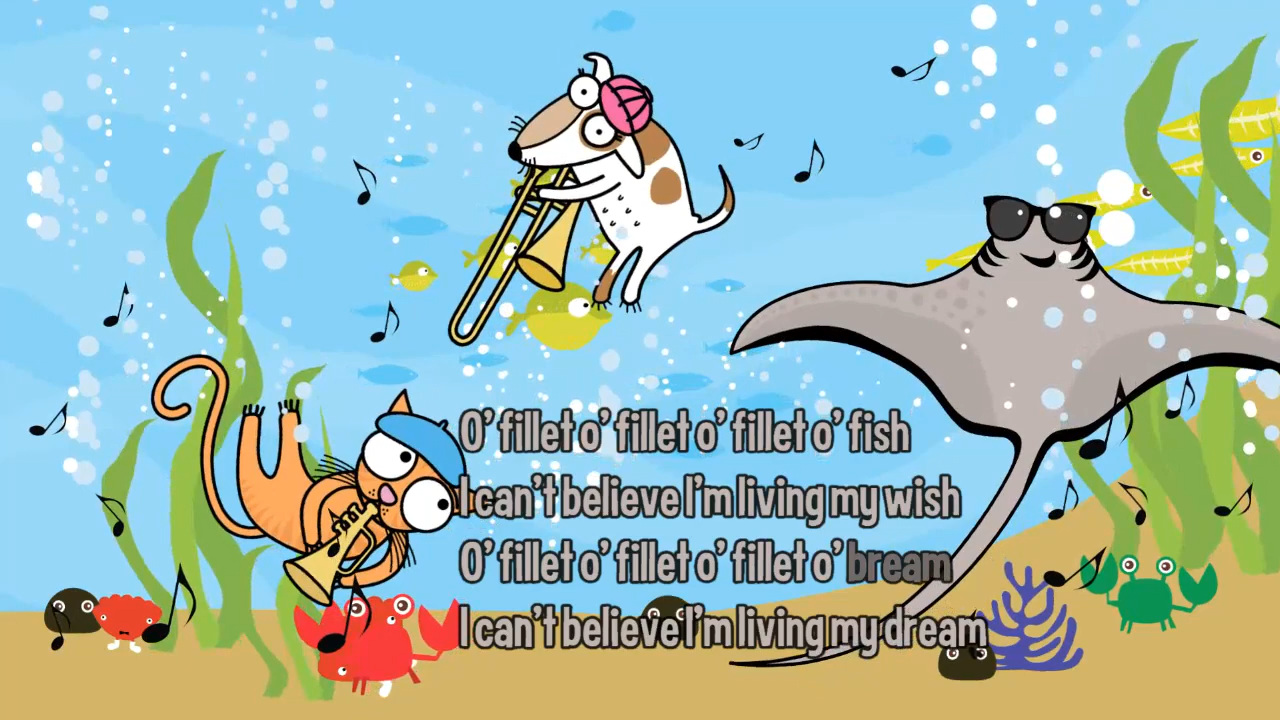 O' fillet o' fillet o' fillet o' fish
I can't believe I'm living my wish
O' fillet o' fillet o' fillet o' bream
I can't believe I'm living my dream